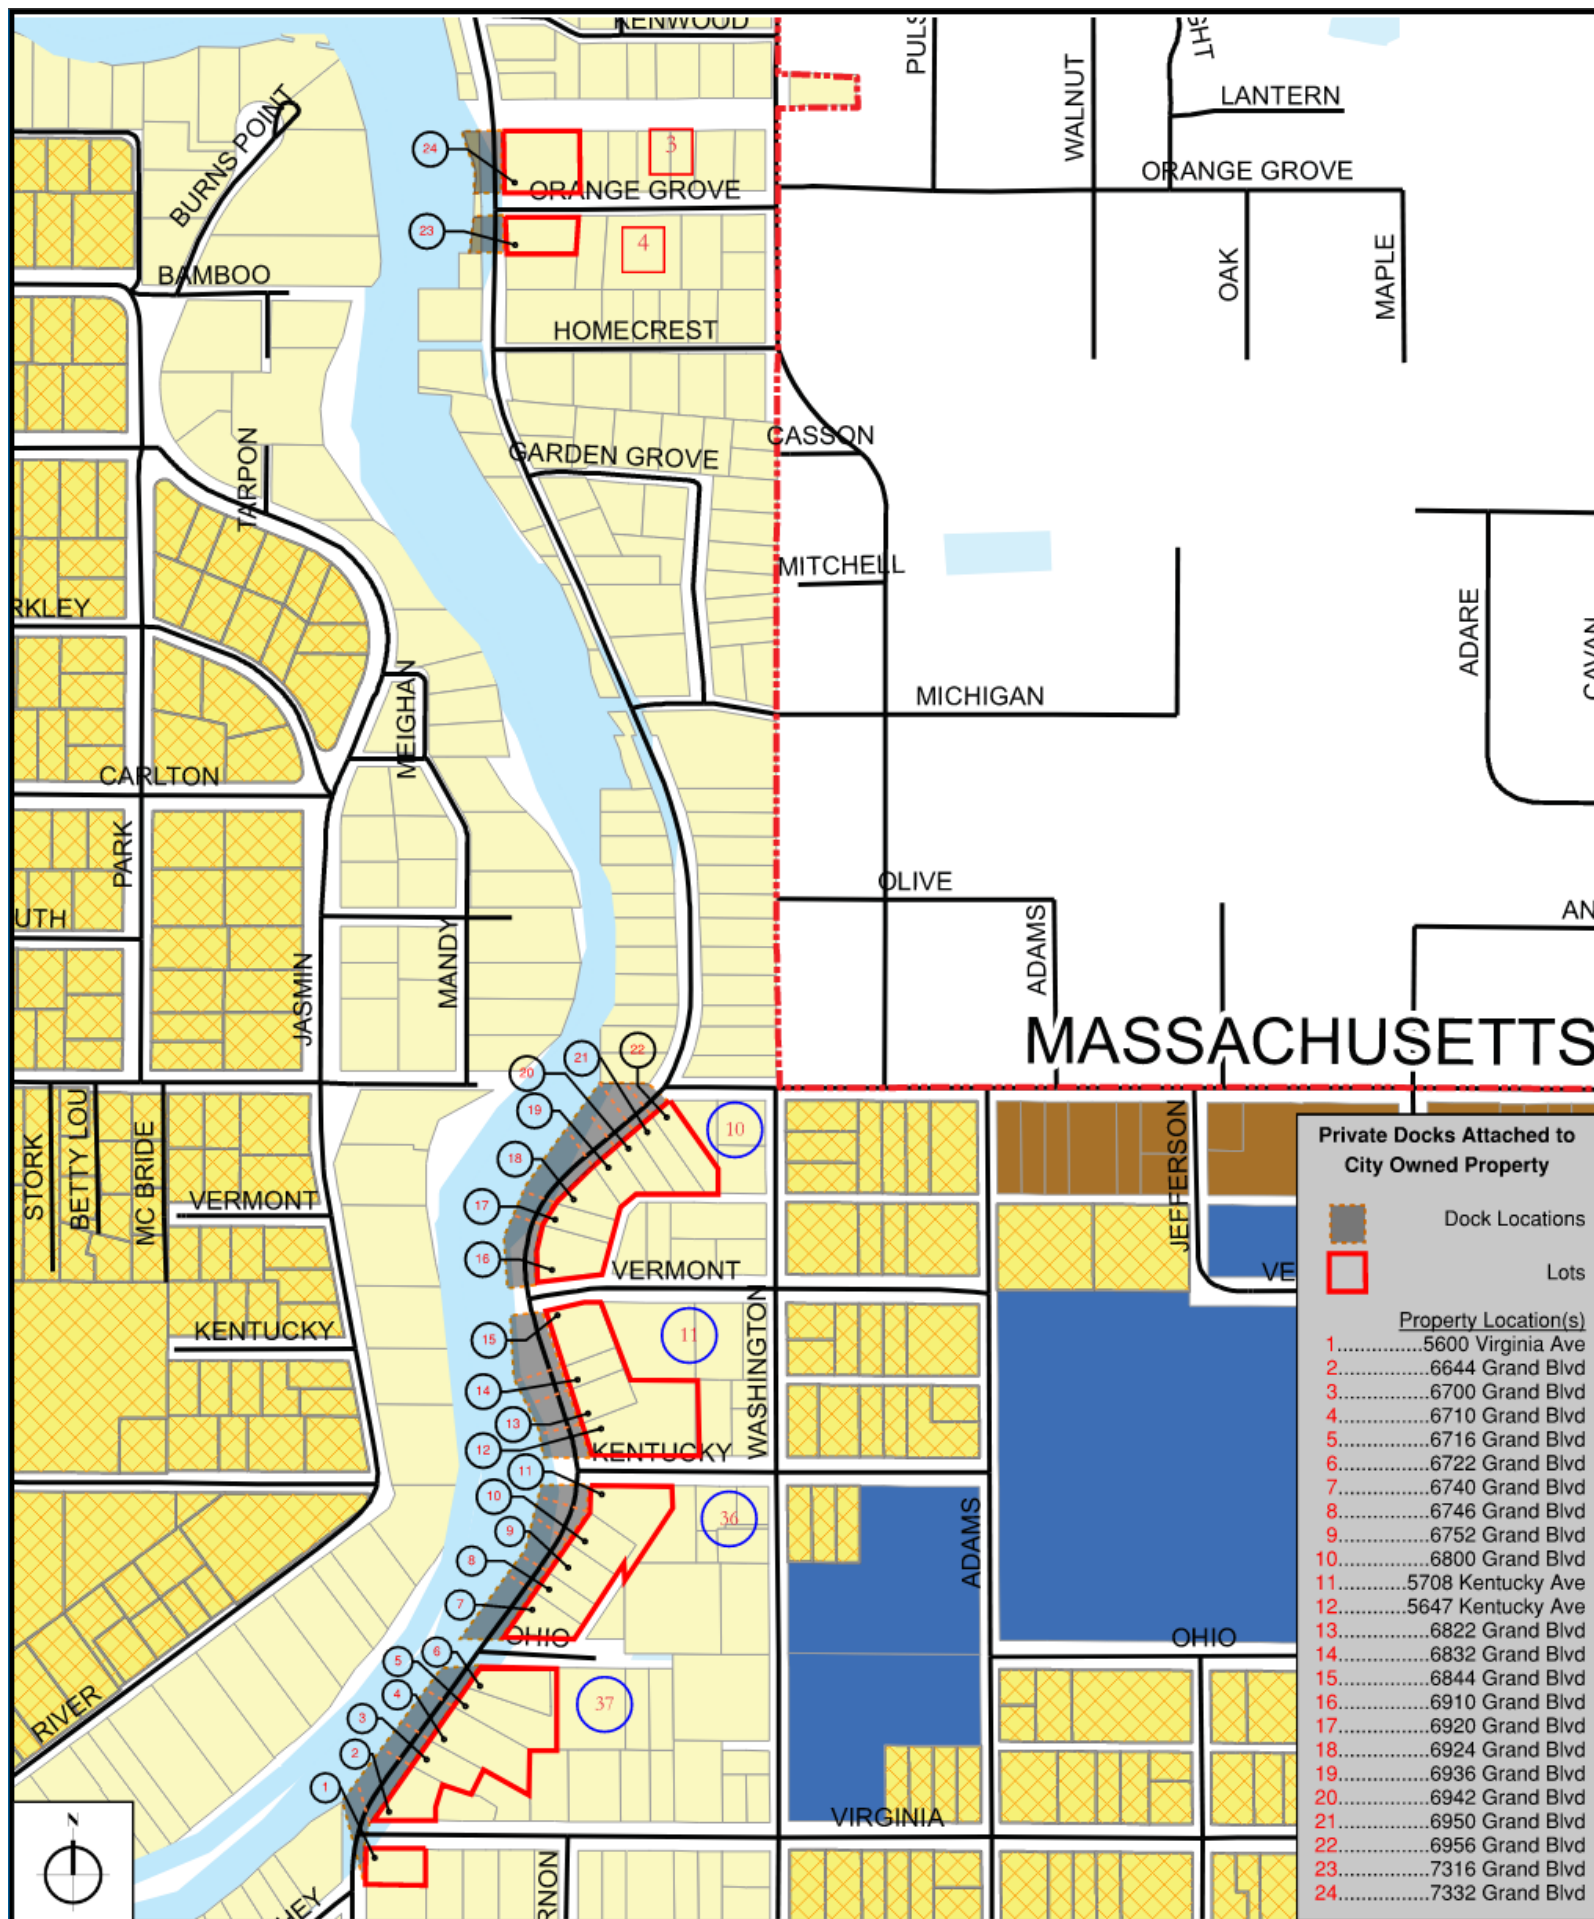 KENWOOD
PULS
GHT
WALNUT
LANTERN
BURNS POINT
24
3
ORANGE GROVE
ORANGE GROVE
23
4
OAK
MAPLE
BAMBOO
HOMECREST
TARPON
GARDEN GROVE
CASSON
MITCHELL
RKLEY
ADARE
CAVAN
MEIGHAN
MICHIGAN
CARLTON
PARK
OLIVE
UTH
MANDY
ADAMS
AN
JASMIN
MASSACHUSETTS
22
21
20
19
10
18
17
16
STORK
BETTY LOU
MC BRIDE
VERMONT
VERMONT
JEFFERSON
VE
KENTUCKY
WASHINGTON
15
11
14
13
12
KENTUCKY
11
10
36
9
8
7
ADAMS
OHIO
OHIO
6
5
4
37
3
2
1
RIVER
VIRGINIA
N
HEY
RNON
Private Docks Attached to
City Owned Property
Dock Locations
Lots
Property Location(s)
1...............5600 Virginia Ave
2...............6644 Grand Blvd
3...............6700 Grand Blvd
4...............6710 Grand Blvd
5...............6716 Grand Blvd
6...............6722 Grand Blvd
7...............6740 Grand Blvd
8...............6746 Grand Blvd
9...............6752 Grand Blvd
10...............6800 Grand Blvd
11............5708 Kentucky Ave
12............5647 Kentucky Ave
13...............6822 Grand Blvd
14...............6832 Grand Blvd
15...............6844 Grand Blvd
16...............6910 Grand Blvd
17...............6920 Grand Blvd
18...............6924 Grand Blvd
19...............6936 Grand Blvd
20...............6942 Grand Blvd
21...............6950 Grand Blvd
22...............6956 Grand Blvd
23...............7316 Grand Blvd
24...............7332 Grand Blvd